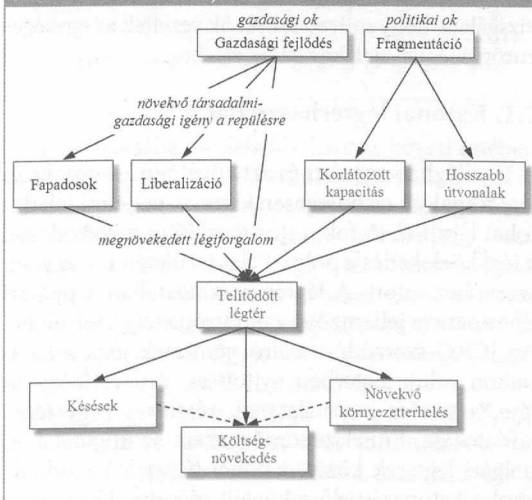 gazdasági ok
politikai ok
Gazdasági fejlődés
Fragmentáció
növekvő társadalmi-
gazdasági igény a repülésre
Fapadosok
Liberalizáció
Korlátozott
kapacitás
Hosszabb
útvonalak
megnövekedett légiforgalom
Telítődött
légtér
Késések
Költség
növekedés
Növekvő
környezetterhelés